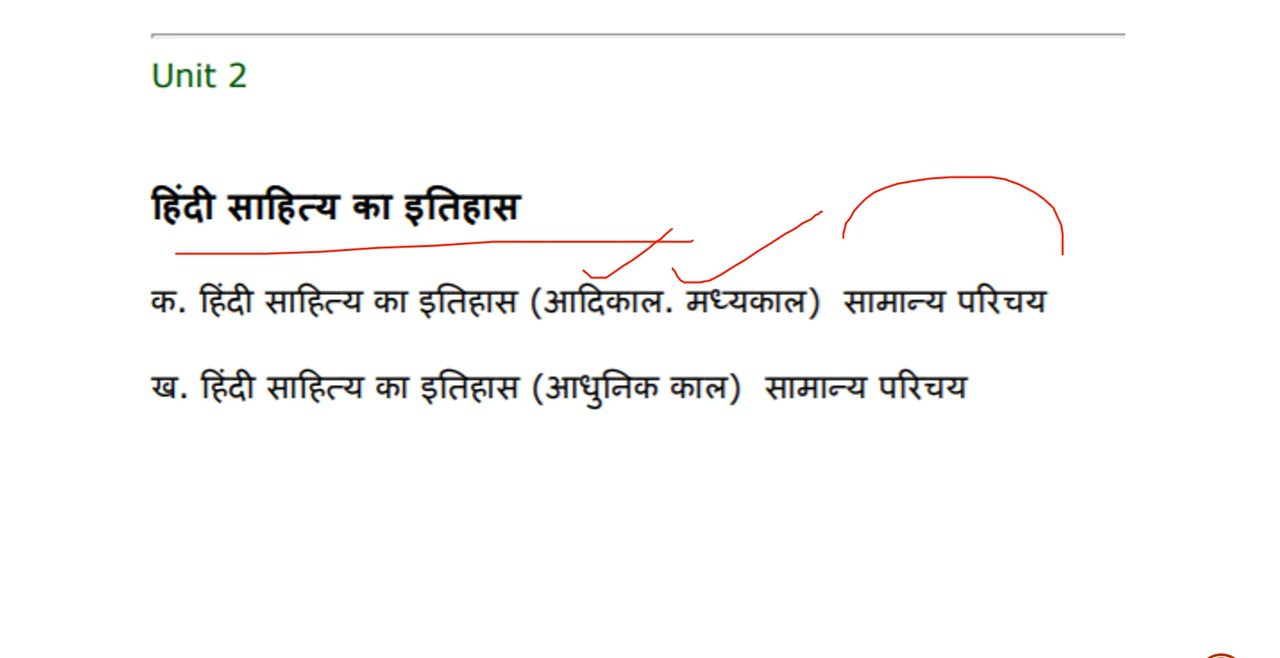 Unit 2
हिंदी साहित्य का इतिहास
क. हिंदी साहित्य का इतिहास (आदिकाल. मध्यकाल) सामान्य परिचय
ख. हिंदी साहित्य का इतिहास (आधुनिक काल) सामान्य परिचय